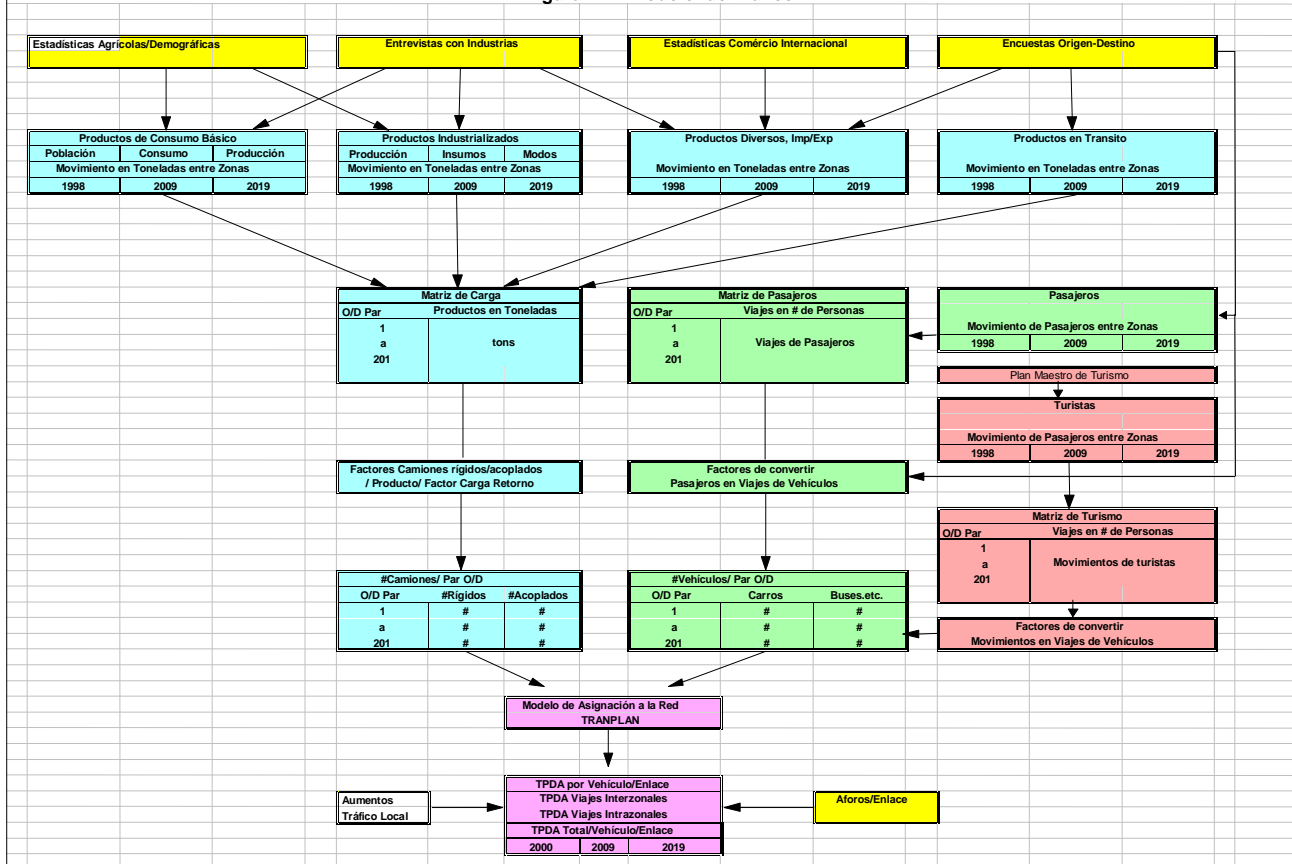 Estadísticas Agrícolas/Demográficas
Entrevistas con Industrias
Estadísticas Comércio Internacional
Encuestas Origen-Destino
Productos de Consumo Básico
Población Consumo Producción
Movimiento en Toneladas entre Zonas
1998 2009 2019
Productos Industrializados
Producción Insumos Modos
Movimiento en Toneladas entre Zonas
1998 2009 2019
Productos Diversos, Imp/Exp
Movimiento en Toneladas entre Zonas
1998 2009 2019
Productos en Transito
Movimiento en Toneladas entre Zonas
1998 2009 2019
Matriz de Carga
O/D Par Productos en Toneladas
1
a tons
201
Matriz de Pasajeros
O/D Par Viajes en # de Personas
1
a Viajes de Pasajeros
201
Pasajeros
Movimiento de Pasajeros entre Zonas
1998 2009 2019
Plan Maestro de Turismo
Turistas
Movimiento de Pasajeros entre Zonas
1998 2009 2019
Factores Camiones rígidos/acoplados
/ Producto/ Factor Carga Retorno
Factores de convertir
Pasajeros en Viajes de Vehículos
Matriz de Turismo
O/D Par Viajes en # de Personas
1
a Movimientos de turistas
201
Factores de convertir
Movimientos en Viajes de Vehículos
#Camiones/ Par O/D
O/D Par #Rígidos #Acoplados
1 # #
a # #
201 # #
#Vehículos/ Par O/D
O/D Par Carros Buses.etc.
1 # #
a # #
201 # #
Modelo de Asignación a la Red
TRANPLAN
Aumentos
Tráfico Local
TPDA por Vehículo/Enlace
TPDA Viajes Interzonales
TPDA Viajes Intrazonales
TPDA Total/Vehículo/Enlace
2000 2009 2019
Aforos/Enlace